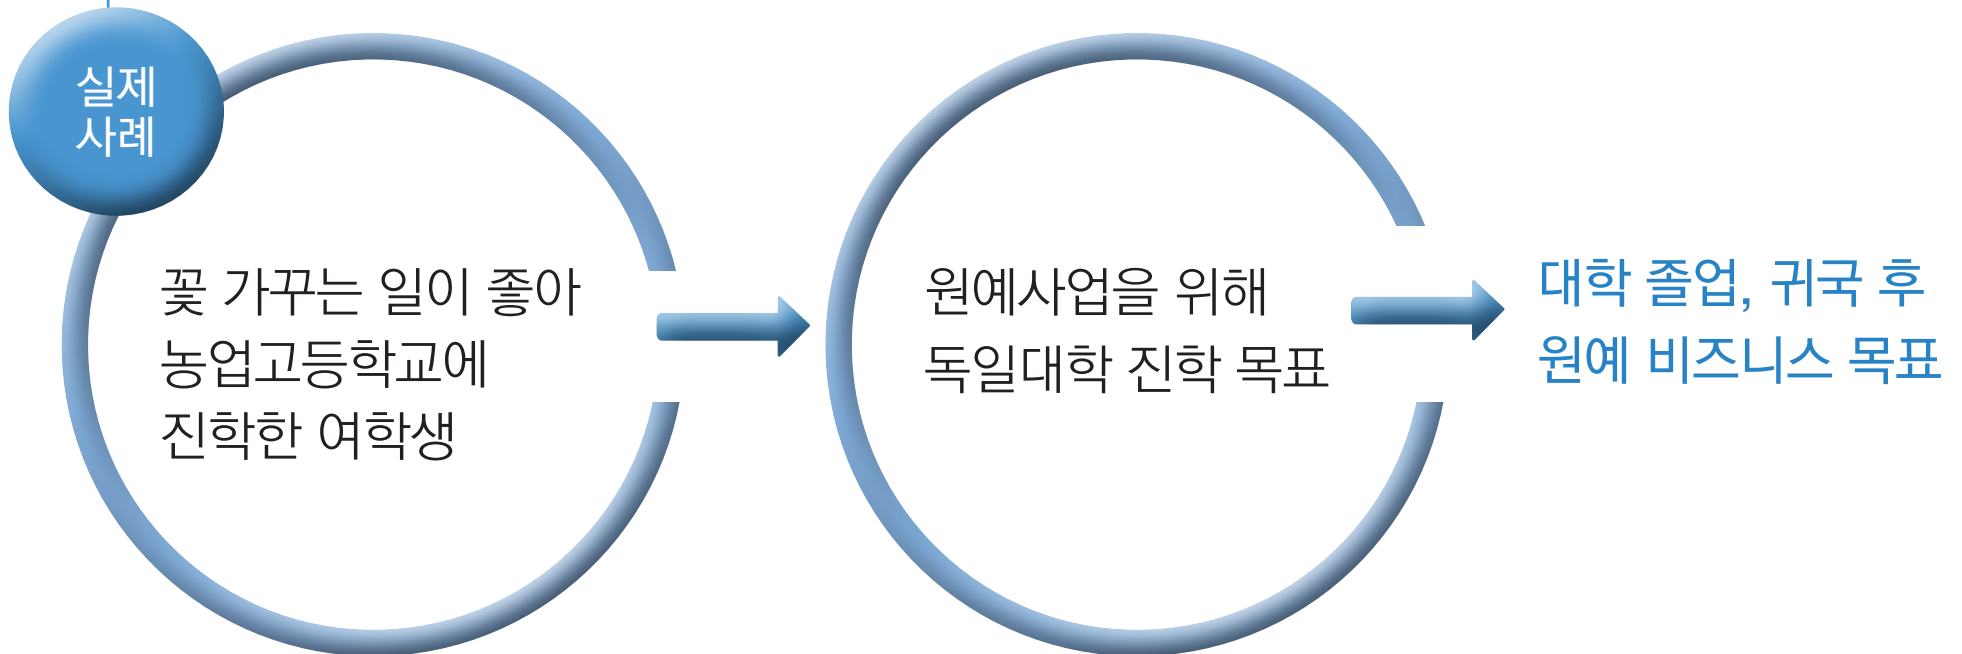 실제
사례
꽃 가꾸는 일이 좋아
농업고등학교에
진학한 여학생
원예사업을 위해
독일대학 진학 목표
대학 졸업, 귀국 후
원예 비즈니스 목표